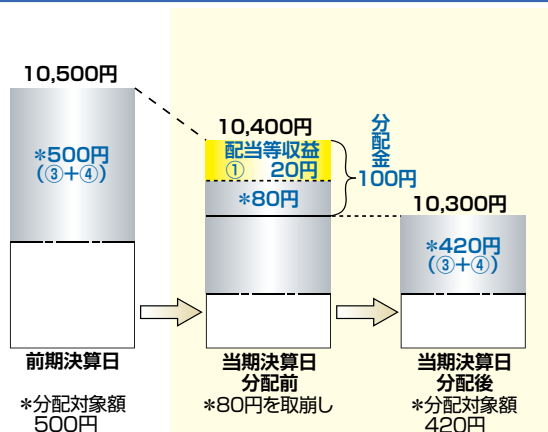 10,500円
*500円
(③+④)
前期決算日
*分配対象額
500円
10,400円
配当等収益
① 20円
*80円
分配金
100円
当期決算日
分配前
*80円を取崩し
10,300円
*420円
(③+④)
当期決算日
分配後
*分配対象額
420円